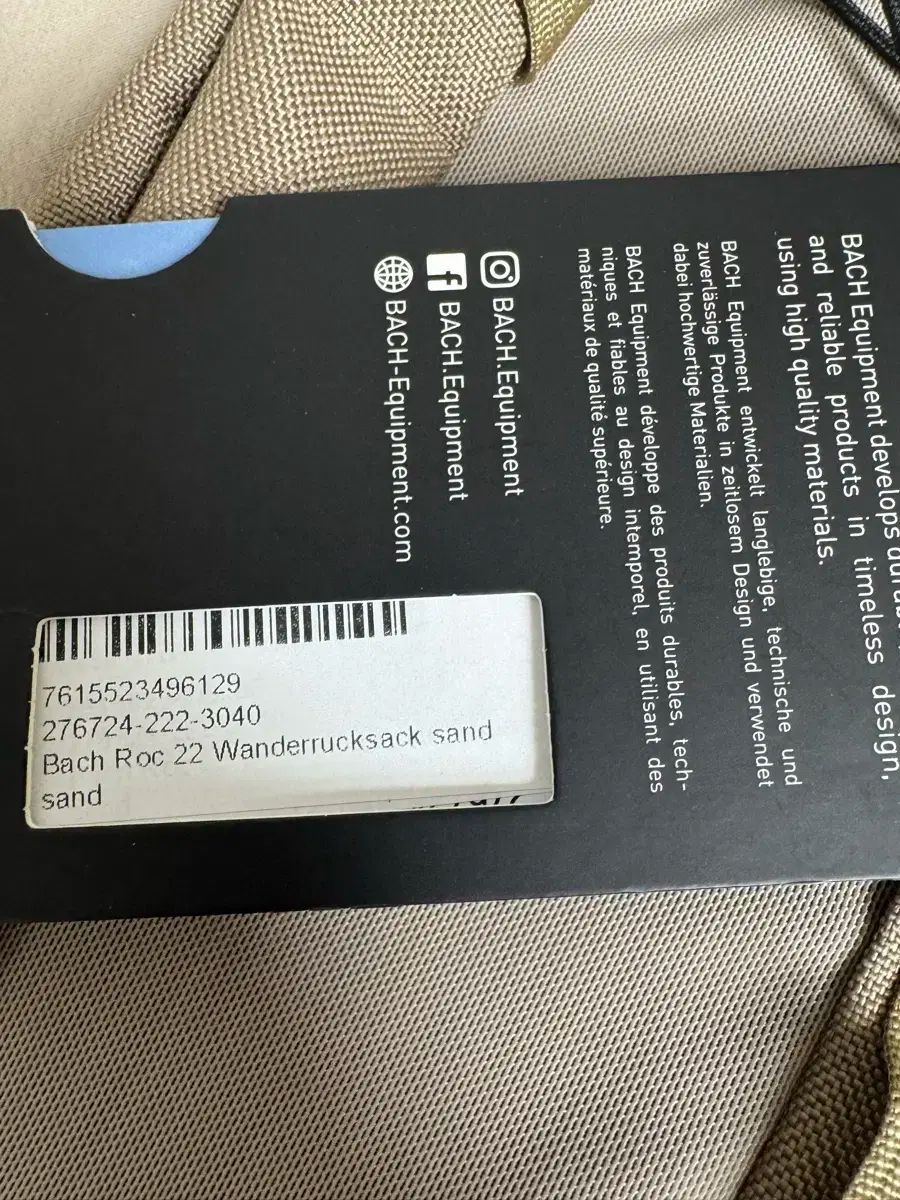 BACH Equipment develops
and reliable products in timeless design,
using high quality materials.
BACH Equipment entwickelt langlebige, technische und
zuverlässige Produkte in zeitlosem Design und verwendet
dabei hochwertige Materialien.
BACH Equipment développe des produits durables, tech-
niques et fiables au design intemporel, en utilisant des
matériaux de qualité supérieure.
BACH.Equipment
BACH.Equipment
BACH-Equipment.com
7615523496129
276724-222-3040
Bach Roc 22 Wanderrucksack sand
sand